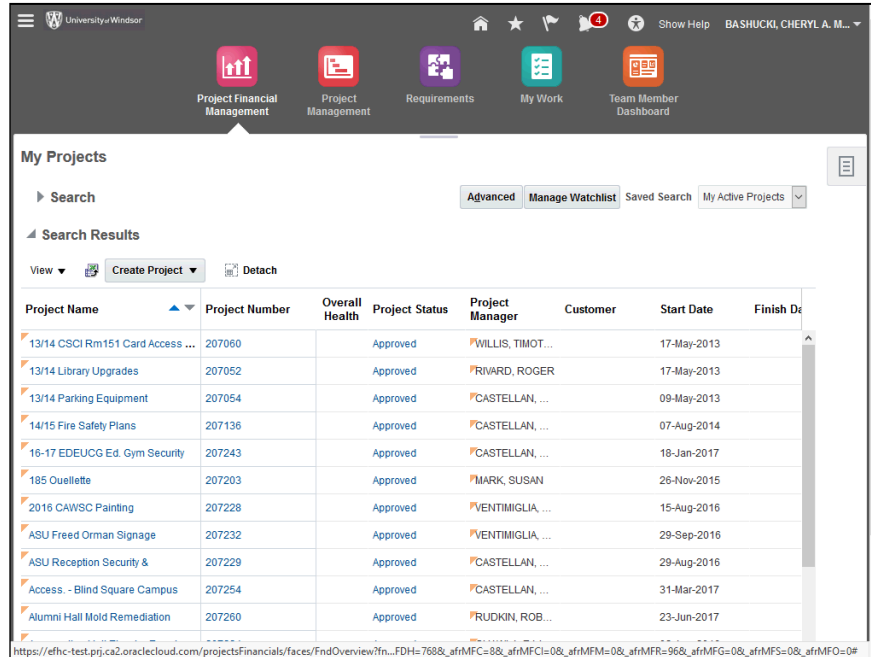 University of Windsor
4
Show Help
BASHUCKI, CHERYL A. M...
Project Financial Management
Project Management
Requirements
My Work
Team Member Dashboard
My Projects
Search
Advanced Manage Watchlist Saved Search My Active Projects
Search Results
View Create Project Detach
Project Name Project Number Overall Health Project Status Project Manager Customer Start Date Finish Da
13/14 CSCI Rm151 Card Access ... 207060 Approved WILLIS, TIMOT... 17-May-2013
13/14 Library Upgrades 207052 Approved RIVARD, ROGER 17-May-2013
13/14 Parking Equipment 207054 Approved CASTELLAN, ... 09-May-2013
14/15 Fire Safety Plans 207136 Approved CASTELLAN, ... 07-Aug-2014
16-17 EDEUCG Ed. Gym Security 207243 Approved CASTELLAN, ... 18-Jan-2017
185 Ouellette 207203 Approved MARK, SUSAN 26-Nov-2015
2016 CAWSC Painting 207228 Approved VENTIMIGLIA, ... 15-Aug-2016
ASU Freed Orman Signage 207232 Approved VENTIMIGLIA, ... 29-Sep-2016
ASU Reception Security & 207229 Approved CASTELLAN, ... 29-Aug-2016
Access. - Blind Square Campus 207254 Approved CASTELLAN, ... 31-Mar-2017
Alumni Hall Mold Remediation 207260 Approved RUDKIN, ROB... 23-Jun-2017
https://efhc-test.prj.ca2.oraclecloud.com/projectsFinancials/faces/FndOverview?fn...FDH=768&_afrMFC=8&_afrMFCI=0&_afrMFM=0&_afrMFR=96&_afrMFG=0&_afrMFS=0&_afrMFO=0#